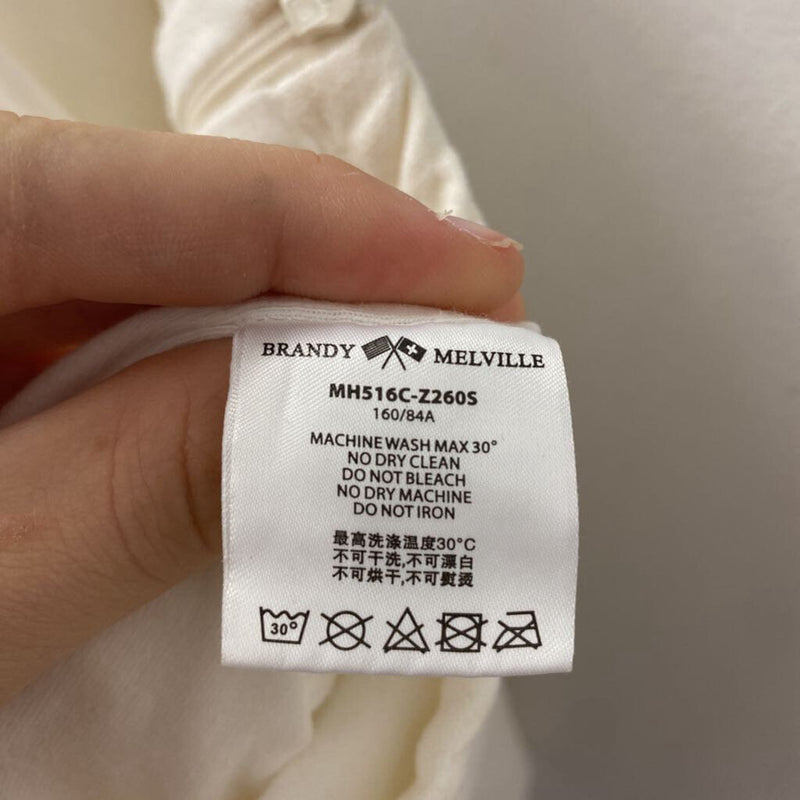 BRANDY MELVILLE
MH516C-Z260S
160/84A
MACHINE WASH MAX 30°
NO DRY CLEAN
DO NOT BLEACH
NO DRY MACHINE
DO NOT IRON
最高洗涤温度30°C
不可干洗,不可漂白
不可烘干,不可熨烫
30°